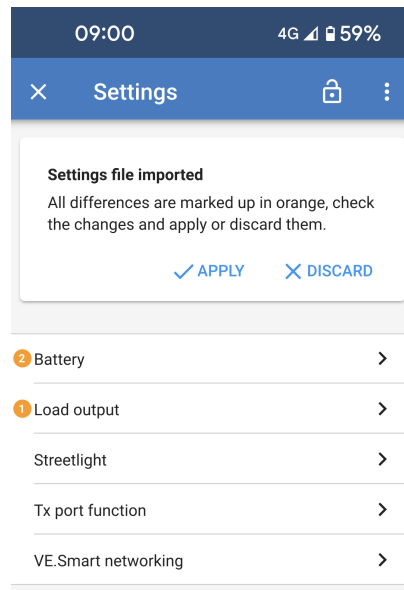 09:00 4G 59%
Settings
Settings file imported
All differences are marked up in orange, check
the changes and apply or discard them.
APPLY DISCARD
2 Battery
1 Load output
Streetlight
Tx port function
VE.Smart networking